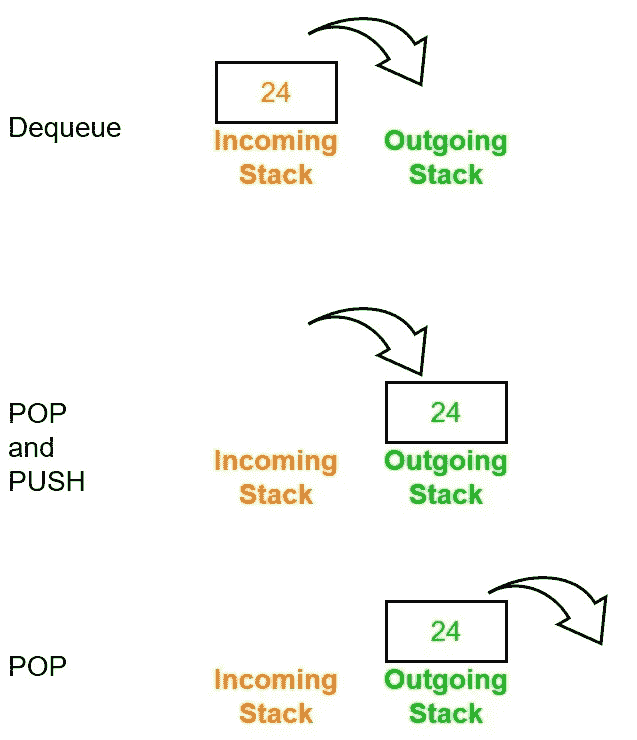 24
Dequeue
Incoming
Stack
Outgoing
Stack
POP
and
PUSH
24
Incoming
Stack
Outgoing
Stack
POP
24
Incoming
Stack
Outgoing
Stack